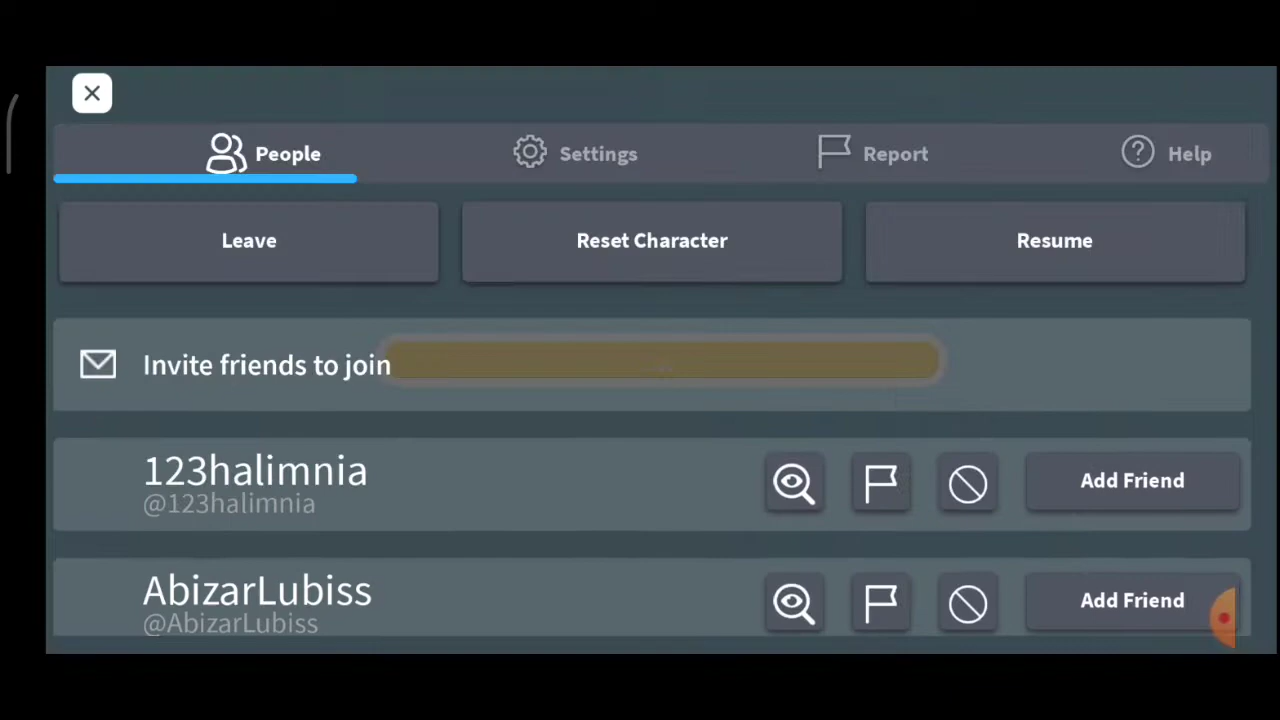 People
Settings
Report
Help
Leave
Reset Character
Resume
Invite friends to join
123halimnia
@123halimnia
Add Friend
AbizarLubiss
@AbizarLubiss
Add Friend